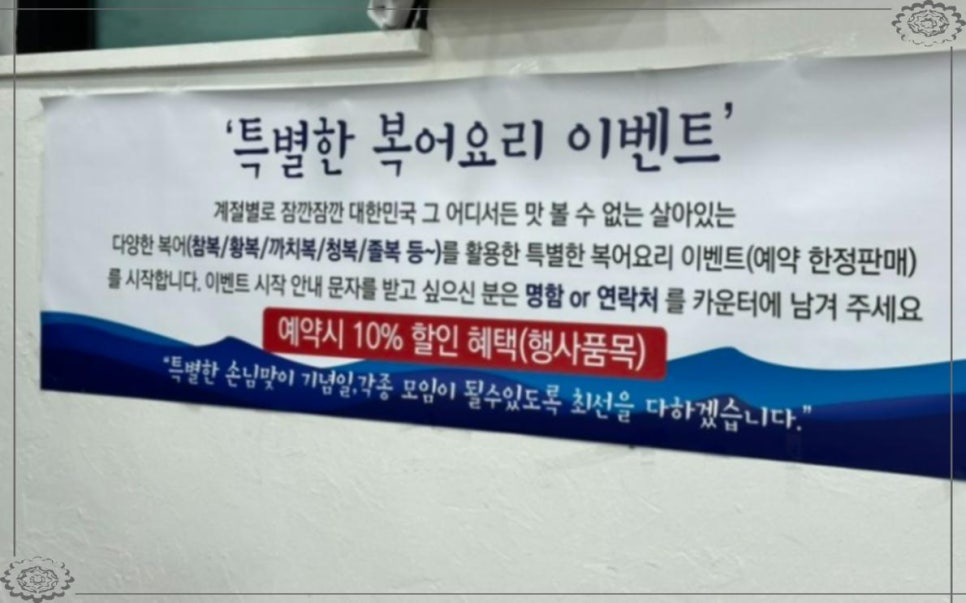 '특별한 복어요리 이벤트'
계절별로 잠깐잠깐 대한민국 그 어디서든 맛 볼 수 없는 살아있는
다양한 복어(참복/황복/까치복/청복/졸복 등~)를 활용한 특별한 복어요리 이벤트(예약 한정판매)
를 시작합니다. 이벤트 시작 안내 문자를 받고 싶으신 분은 명함 or 연락처 를 카운터에 남겨 주세요
예약시 10% 할인 혜택(행사품목)
"특별한 손님맞이 기념일,각종 모임이 될수있도록 최선을 다하겠습니다."